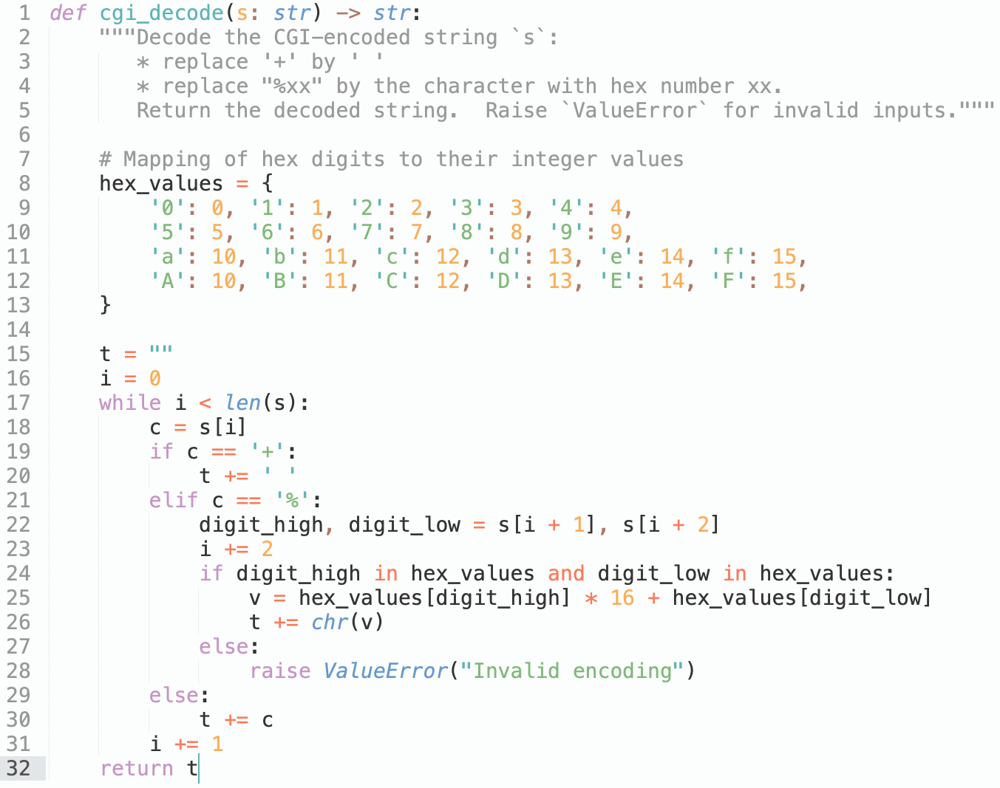 1 def cgi_decode(s: str) -> str:
2     """Decode the CGI-encoded string `s`:
3        * replace '+' by ' '
4        * replace "%xx" by the character with hex number xx.
5        Return the decoded string.  Raise `ValueError` for invalid inputs."""
6
7     # Mapping of hex digits to their integer values
8     hex_values = {
9         '0': 0, '1': 1, '2': 2, '3': 3, '4': 4,
10         '5': 5, '6': 6, '7': 7, '8': 8, '9': 9,
11         'a': 10, 'b': 11, 'c': 12, 'd': 13, 'e': 14, 'f': 15,
12         'A': 10, 'B': 11, 'C': 12, 'D': 13, 'E': 14, 'F': 15,
13     }
14
15     t = ""
16     i = 0
17     while i < len(s):
18         c = s[i]
19         if c == '+':
20             t += ' '
21         elif c == '%':
22             digit_high, digit_low = s[i + 1], s[i + 2]
23             i += 2
24             if digit_high in hex_values and digit_low in hex_values:
25                 v = hex_values[digit_high] * 16 + hex_values[digit_low]
26                 t += chr(v)
27             else:
28                 raise ValueError("Invalid encoding")
29         else:
30             t += c
31         i += 1
32     return t